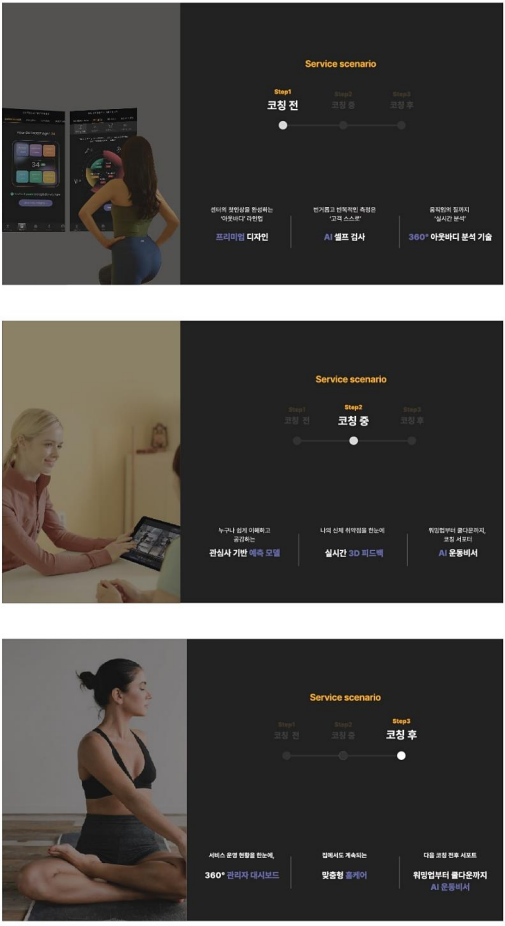 Service scenario
Step1
Step2
Step3
코칭 전
코칭 중
코칭 후
센터의 첫인상을 완성하는
'아웃바디' 라인업
프리미엄 디자인
번거롭고 반복적인 측정은
'고객 스스로'
AI 셀프 검사
움직임의 질까지
'실시간 분석'
360° 아웃바디 분석 기술
34
Service scenario
Step1
Step2
Step3
코칭 전
코칭 중
코칭 후
누구나 쉽게 이해하고
공감하는
관심사 기반 예측 모델
나의 신체 취약점을 한눈에
실시간 3D 피드백
워밍업부터 쿨다운까지,
코칭 서포터
AI 운동비서
Service scenario
Step1
Step2
Step3
코칭 전
코칭 중
코칭 후
서비스 운영 현황을 한눈에,
360° 관리자 대시보드
집에서도 계속되는
맞춤형 홈케어
다음 코칭 전후 서포트
워밍업부터 쿨다운까지
AI 운동비서